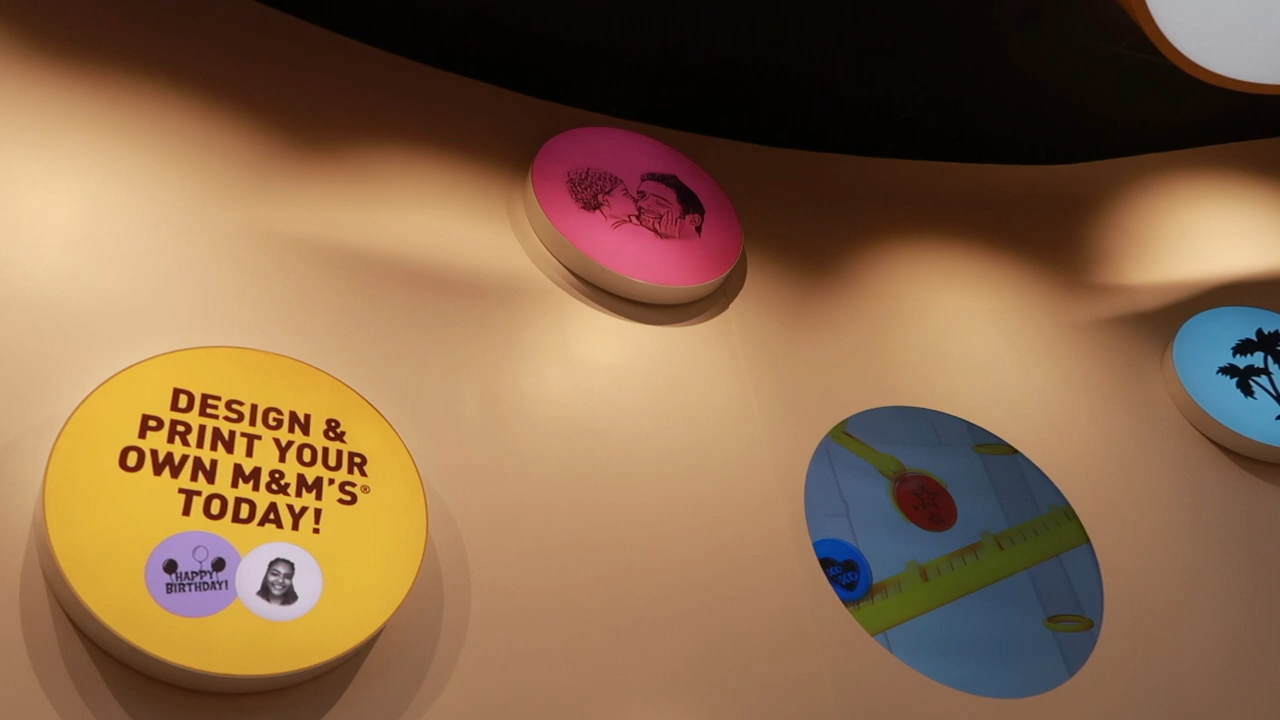 DESIGN &
PRINT YOUR
OWN M&M'S®
TODAY!
HAPPY
BIRTHDAY!